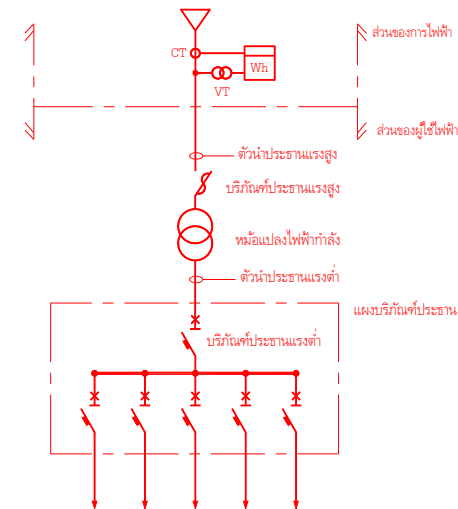 ส่วนของการไฟฟ้า
CT
Wh
VT
ส่วนของผู้ใช้ไฟฟ้า
ตัวนำประธานแรงสูง
บริภัณฑ์ประธานแรงสูง
หม้อแปลงไฟฟ้ากำลัง
ตัวนำประธานแรงต่ำ
แผงบริภัณฑ์ประธาน
บริภัณฑ์ประธานแรงต่ำ